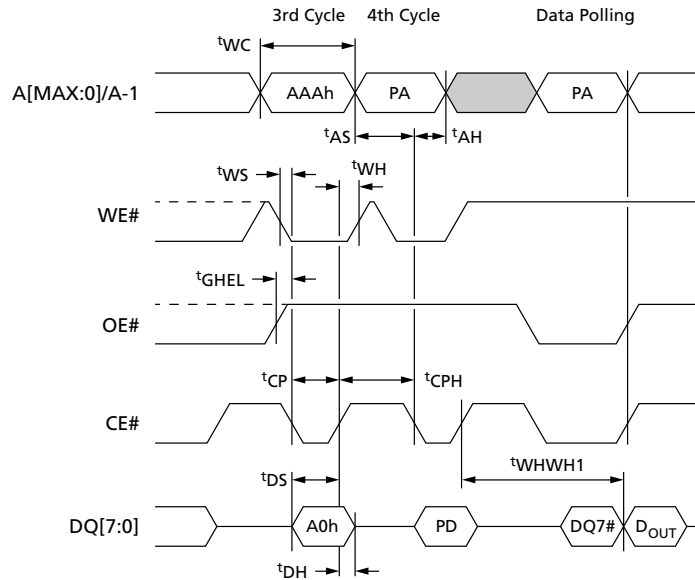 3rd Cycle 4th Cycle Data Polling
tWC
A[MAX:0]/A-1 AAAh PA PA
tAS tAH
tWS tWH
WE#
tGHEL
OE#
tCP tCPH
CE#
tWHWH1
tDS
DQ[7:0] A0h PD DQ7# DOUT
tDH